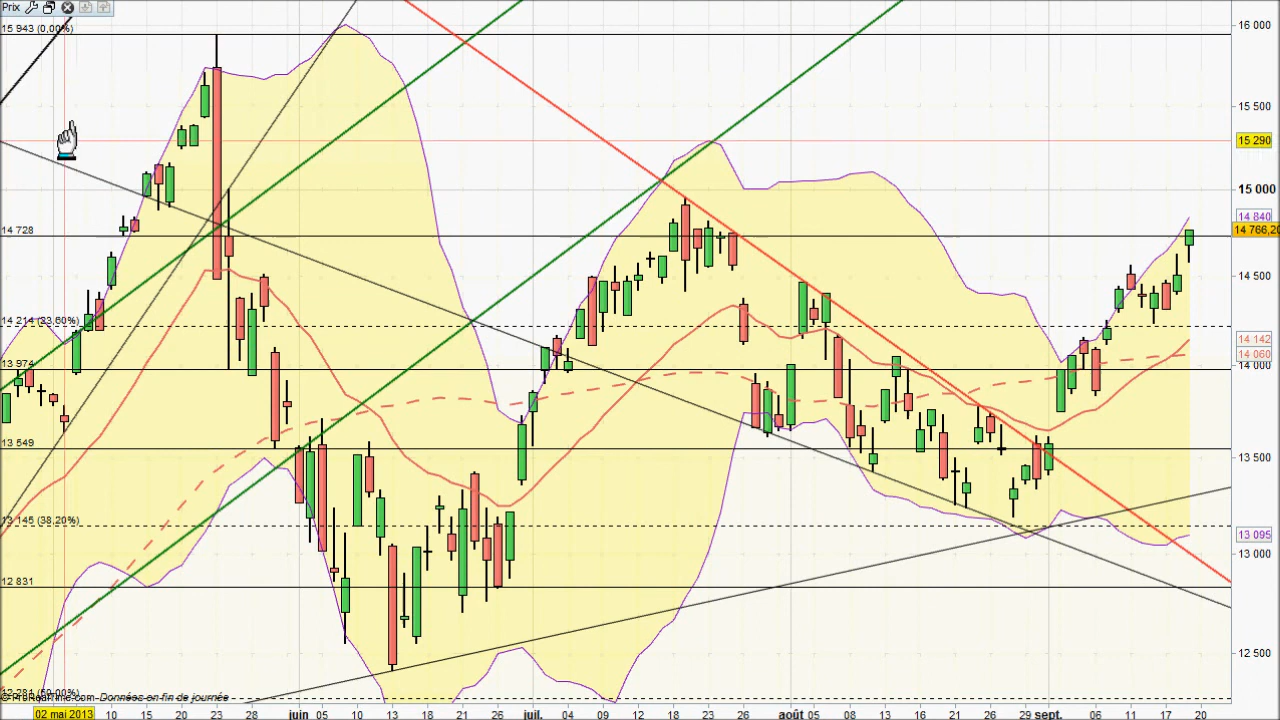 Prix
15 943 (0,00%)
14 728
14 214 (23,60%)
13 974
13 549
13 145 (38,20%)
12 831
12 281 (50,00%)
© ProRealTime.com Données en fin de journée
16 000
15 500
15 290
15 000
14 840
14 766,20
14 500
14 142
14 060
14 000
13 500
13 095
13 000
12 500
02 mai 2013 10 15 20 23 28 juin 05 10 13 18 21 26 juil. 04 09 13 18 23 26 août 05 08 13 16 21 26 29 sept. 06 11 17 20